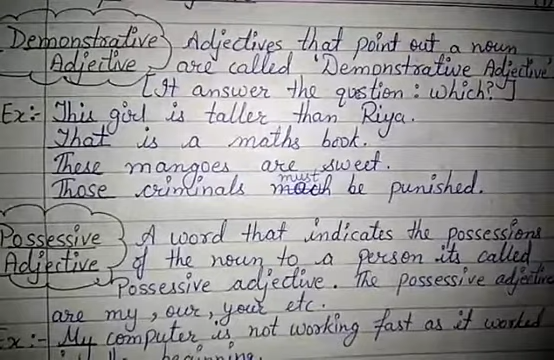 Demonstrative Adjectives that point out a noun
Adjective are called 'Demonstrative Adjective'
[It answer the qustion : which?]
Ex:- This girl is taller than Riya.
That is a maths book.
These mangoes are sweet.
Those criminals must be punished.
Possessive A word that indicates the possessions
Adjective of the noun to a person its called
Possessive adjective. The possessive adjective
are my, our, your etc.
Ex:- My computer is not working fast as it worked
beginning.